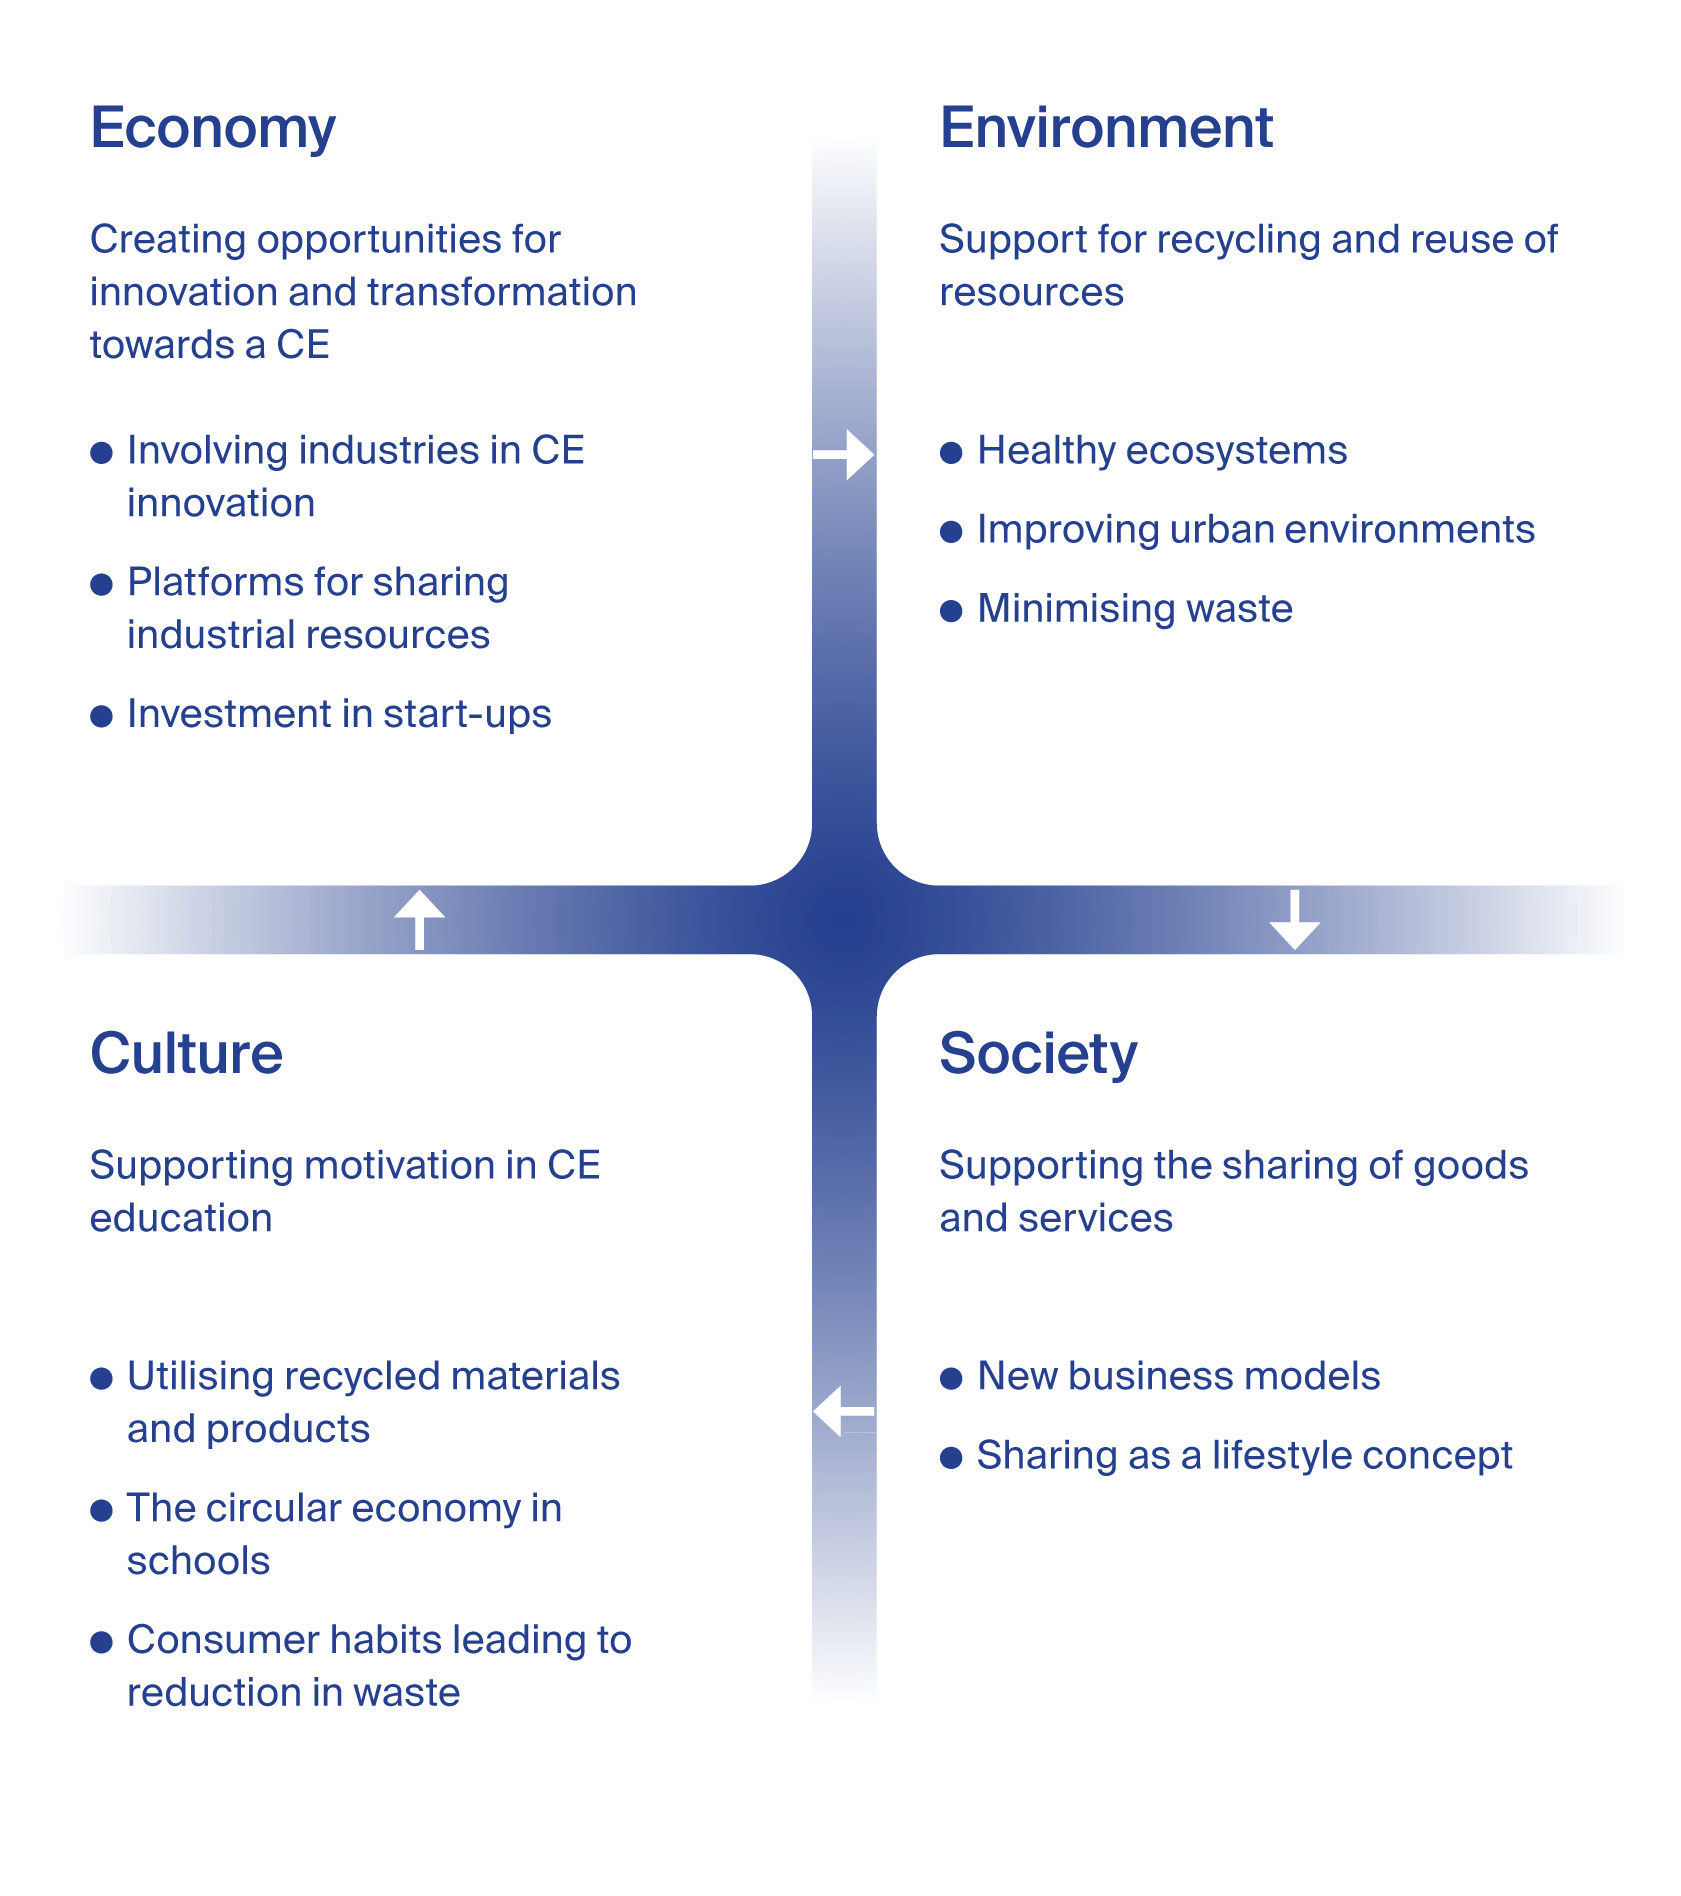 Economy
Creating opportunities for
innovation and transformation
towards a CE
● Involving industries in CE
innovation
● Platforms for sharing
industrial resources
● Investment in start-ups
Environment
Support for recycling and reuse of
resources
● Healthy ecosystems
● Improving urban environments
● Minimising waste
Culture
Supporting motivation in CE
education
● Utilising recycled materials
and products
● The circular economy in
schools
● Consumer habits leading to
reduction in waste
Society
Supporting the sharing of goods
and services
● New business models
● Sharing as a lifestyle concept